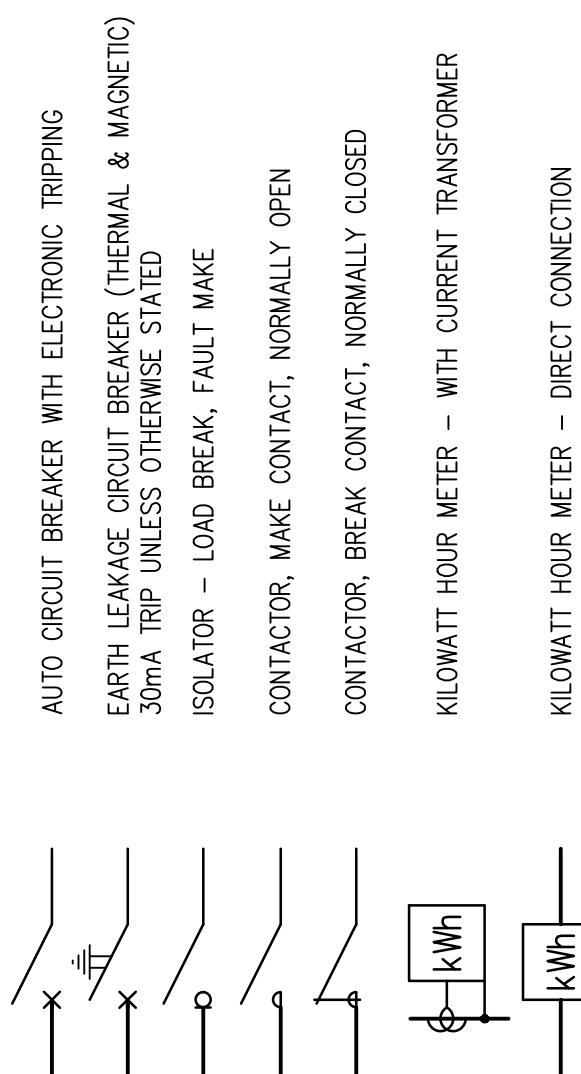 AUTO CIRCUIT BREAKER WITH ELECTRONIC TRIPPING
EARTH LEAKAGE CIRCUIT BREAKER (THERMAL & MAGNETIC)
30mA TRIP UNLESS OTHERWISE STATED
ISOLATOR – LOAD BREAK, FAULT MAKE
CONTACTOR, MAKE CONTACT, NORMALLY OPEN
CONTACTOR, BREAK CONTACT, NORMALLY CLOSED
kWh
KILOWATT HOUR METER – WITH CURRENT TRANSFORMER
kWh
KILOWATT HOUR METER – DIRECT CONNECTION